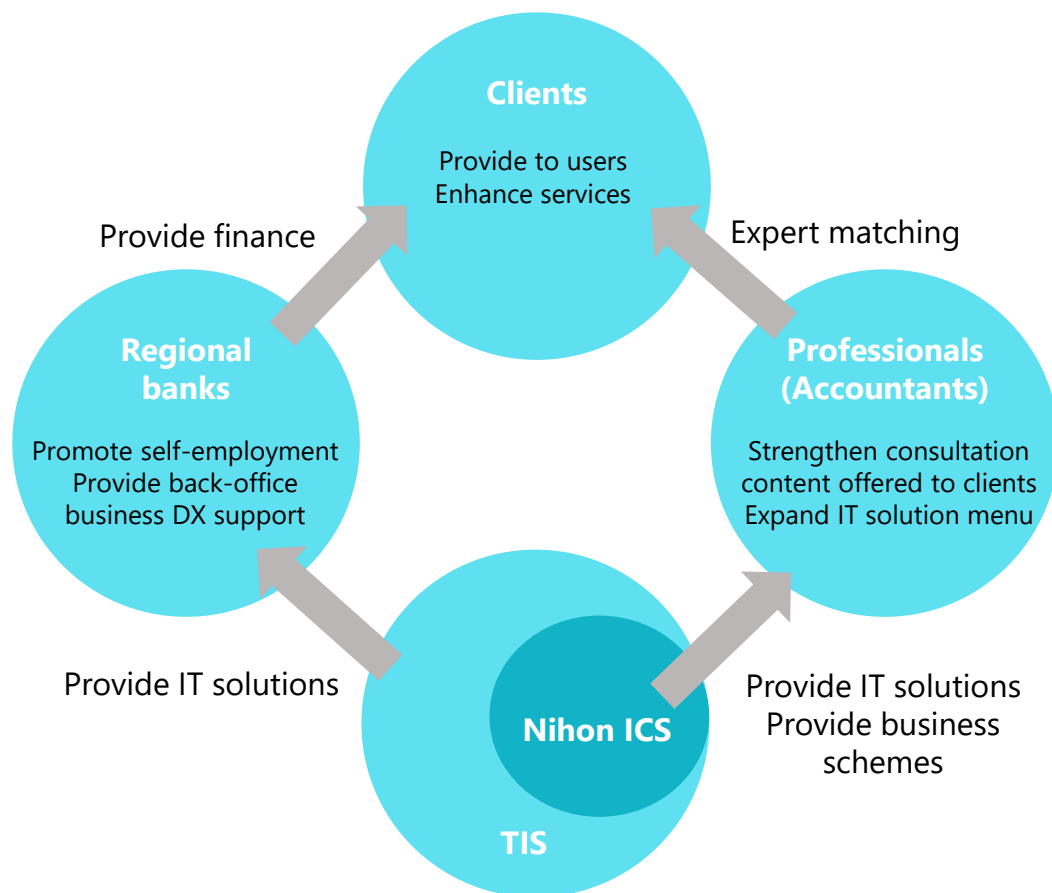 Clients
Provide to users
Enhance services
Provide finance
Expert matching
Regional
banks
Promote self-employment
Provide back-office
business DX support
Professionals
(Accountants)
Strengthen consultation
content offered to clients
Expand IT solution menu
Provide IT solutions
Nihon ICS
TIS
Provide IT solutions
Provide business
schemes